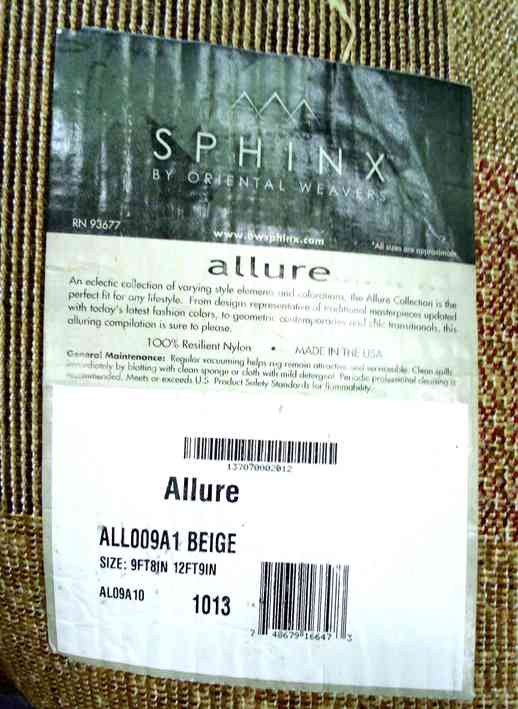 SPHINX
BY ORIENTAL WEAVERS
RN 93677
www.owsphinx.com
*All sizes are approximate
allure
An eclectic collection of varying style elements and colorations, the Allure Collection is the
perfect fit for any lifestyle. From designs representative of traditional masterpieces updated
with today's latest fashion colors, to geometric contemporaries and chic transitionals, this
alluring compilation is sure to please.
100% Resilient Nylon • MADE IN THE USA
General Maintenance: Regular vacuuming helps rug remain attractive and serviceable. Clean spills
immediately by blotting with clean sponge or cloth with mild detergent. Periodic professional cleaning is
recommended. Meets or exceeds U.S. Product Safety Standards for flammability.
137070002012
Allure
ALL009A1 BEIGE
SIZE: 9FT8IN 12FT9IN
AL09A10
1013
7 48679 16647 3